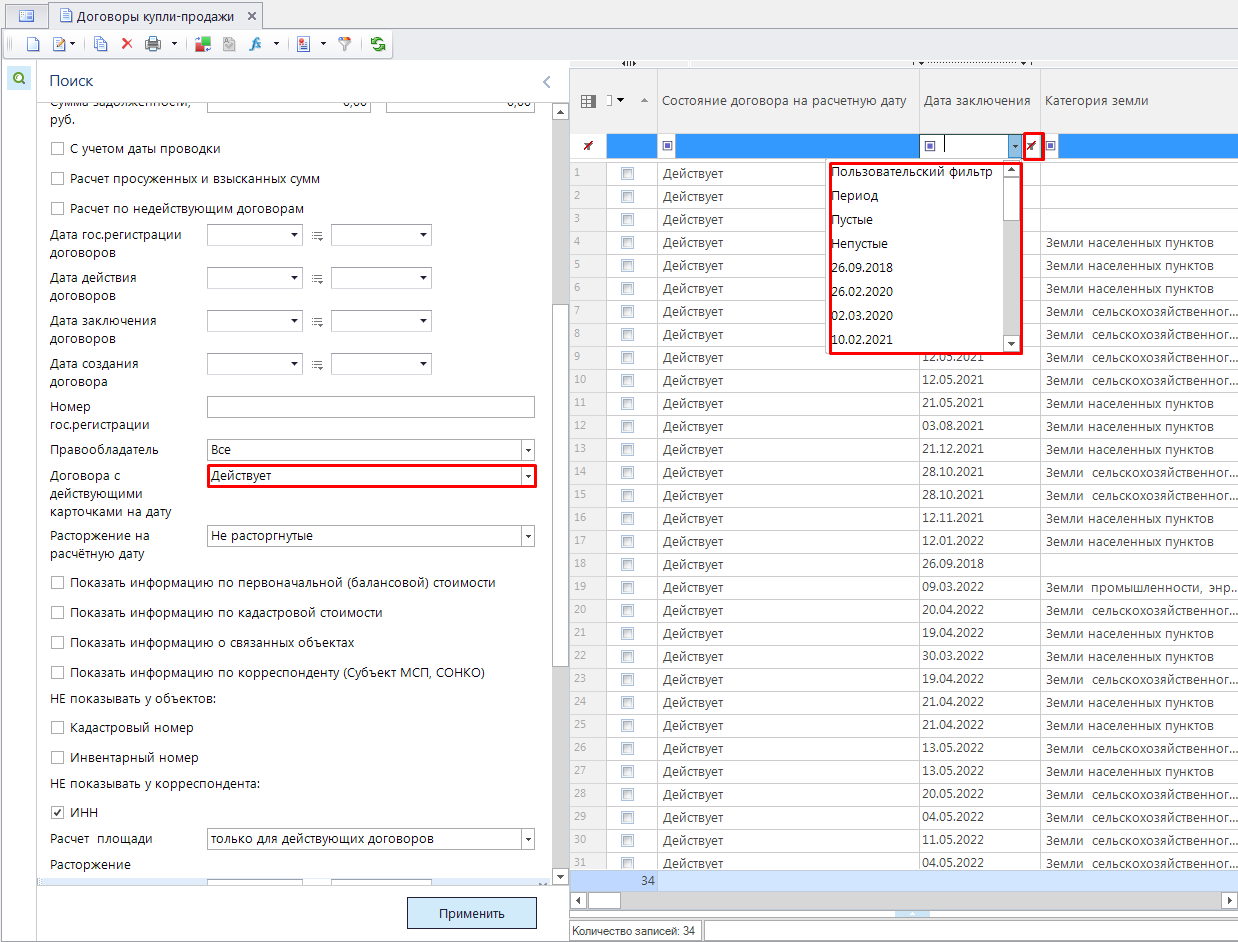 Договоры купли-продажи
Поиск
Сумма задолженности, 0,00 0,00
руб.
С учетом даты проводки
Расчет просуженных и взысканных сумм
Расчет по недействующим договорам
Дата гос.регистрации
договоров
Дата действия
договоров
Дата заключения
договоров
Дата создания
договора
Номер
гос.регистрации
Правообладатель Все
Договора с Действует
действующими
карточками на дату
Расторжение на Не расторгнутые
расчётную дату
Показать информацию по первоначальной (балансовой) стоимости
Показать информацию по кадастровой стоимости
Показать информацию о связанных объектах
Показать информацию по корреспонденту (Субъект МСП, СОНКО)
НЕ показывать у объектов:
Кадастровый номер
Инвентарный номер
НЕ показывать у корреспондента:
ИНН
Расчет площади только для действующих договоров
Расторжение
Применить
Состояние договора на расчетную дату Дата заключения Категория земли
Пользовательский фильтр
Период
Пустые
Непустые
26.09.2018
26.02.2020
02.03.2020
10.02.2021
1 Действует
2 Действует
3 Действует
4 Действует Земли населенных пунктов
5 Действует Земли населенных пунктов
6 Действует Земли населенных пунктов
7 Действует Земли сельскохозяйственног...
8 Действует Земли сельскохозяйственног...
9 Действует 12.05.2021 Земли сельскохозяйственног...
10 Действует 12.05.2021 Земли сельскохозяйственног...
11 Действует 21.05.2021 Земли населенных пунктов
12 Действует 03.08.2021 Земли населенных пунктов
13 Действует 21.12.2021 Земли населенных пунктов
14 Действует 28.10.2021 Земли сельскохозяйственног...
15 Действует 28.10.2021 Земли сельскохозяйственног...
16 Действует 12.11.2021 Земли населенных пунктов
17 Действует 12.01.2022 Земли населенных пунктов
18 Действует 26.09.2018
19 Действует 09.03.2022 Земли промышленности, энр...
20 Действует 20.04.2022 Земли сельскохозяйственног...
21 Действует 19.04.2022 Земли населенных пунктов
22 Действует 30.03.2022 Земли населенных пунктов
23 Действует 19.04.2022 Земли сельскохозяйственног...
24 Действует 21.04.2022 Земли населенных пунктов
25 Действует 21.04.2022 Земли населенных пунктов
26 Действует 13.05.2022 Земли сельскохозяйственног...
27 Действует 13.05.2022 Земли населенных пунктов
28 Действует 20.05.2022 Земли сельскохозяйственног...
29 Действует 04.05.2022 Земли сельскохозяйственног...
30 Действует 11.05.2022 Земли сельскохозяйственног...
31 Действует 04.05.2022 Земли сельскохозяйственног...
34
Количество записей: 34